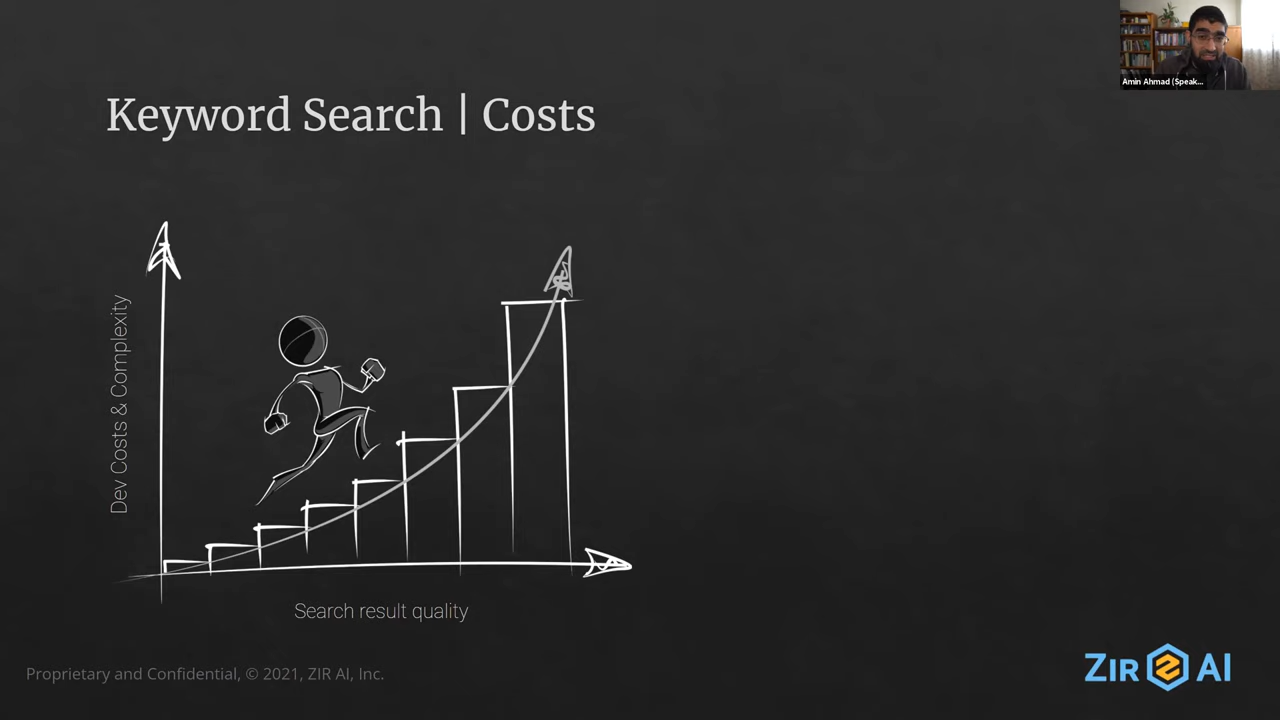 Amin Ahmad (Speak...
Keyword Search | Costs
Dev Costs & Complexity
Search result quality
Proprietary and Confidential, © 2021, ZIR AI, Inc.
ZIR AI